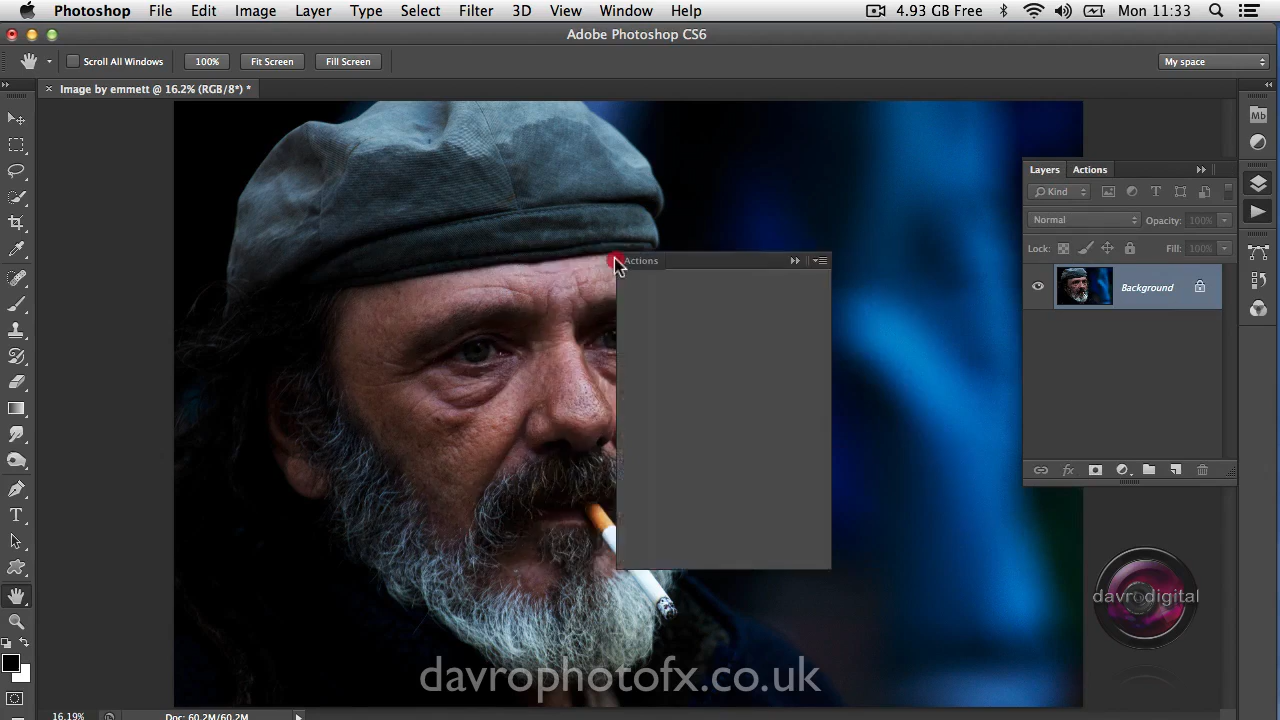 Photoshop File Edit Image Layer Type Select Filter 3D View Window Help 4.93 GB Free Mon 11:33
Adobe Photoshop CS6
Scroll All Windows 100% Fit Screen Fill Screen My space
Image by emmett @ 16.2% (RGB/8*) *
Mb
Layers Actions
Kind
Normal Opacity: 100%
Lock: Fill: 100%
Actions
Background
davrodigital
davrophotofx.co.uk
16.19% Doc: 60.2M/60.2M